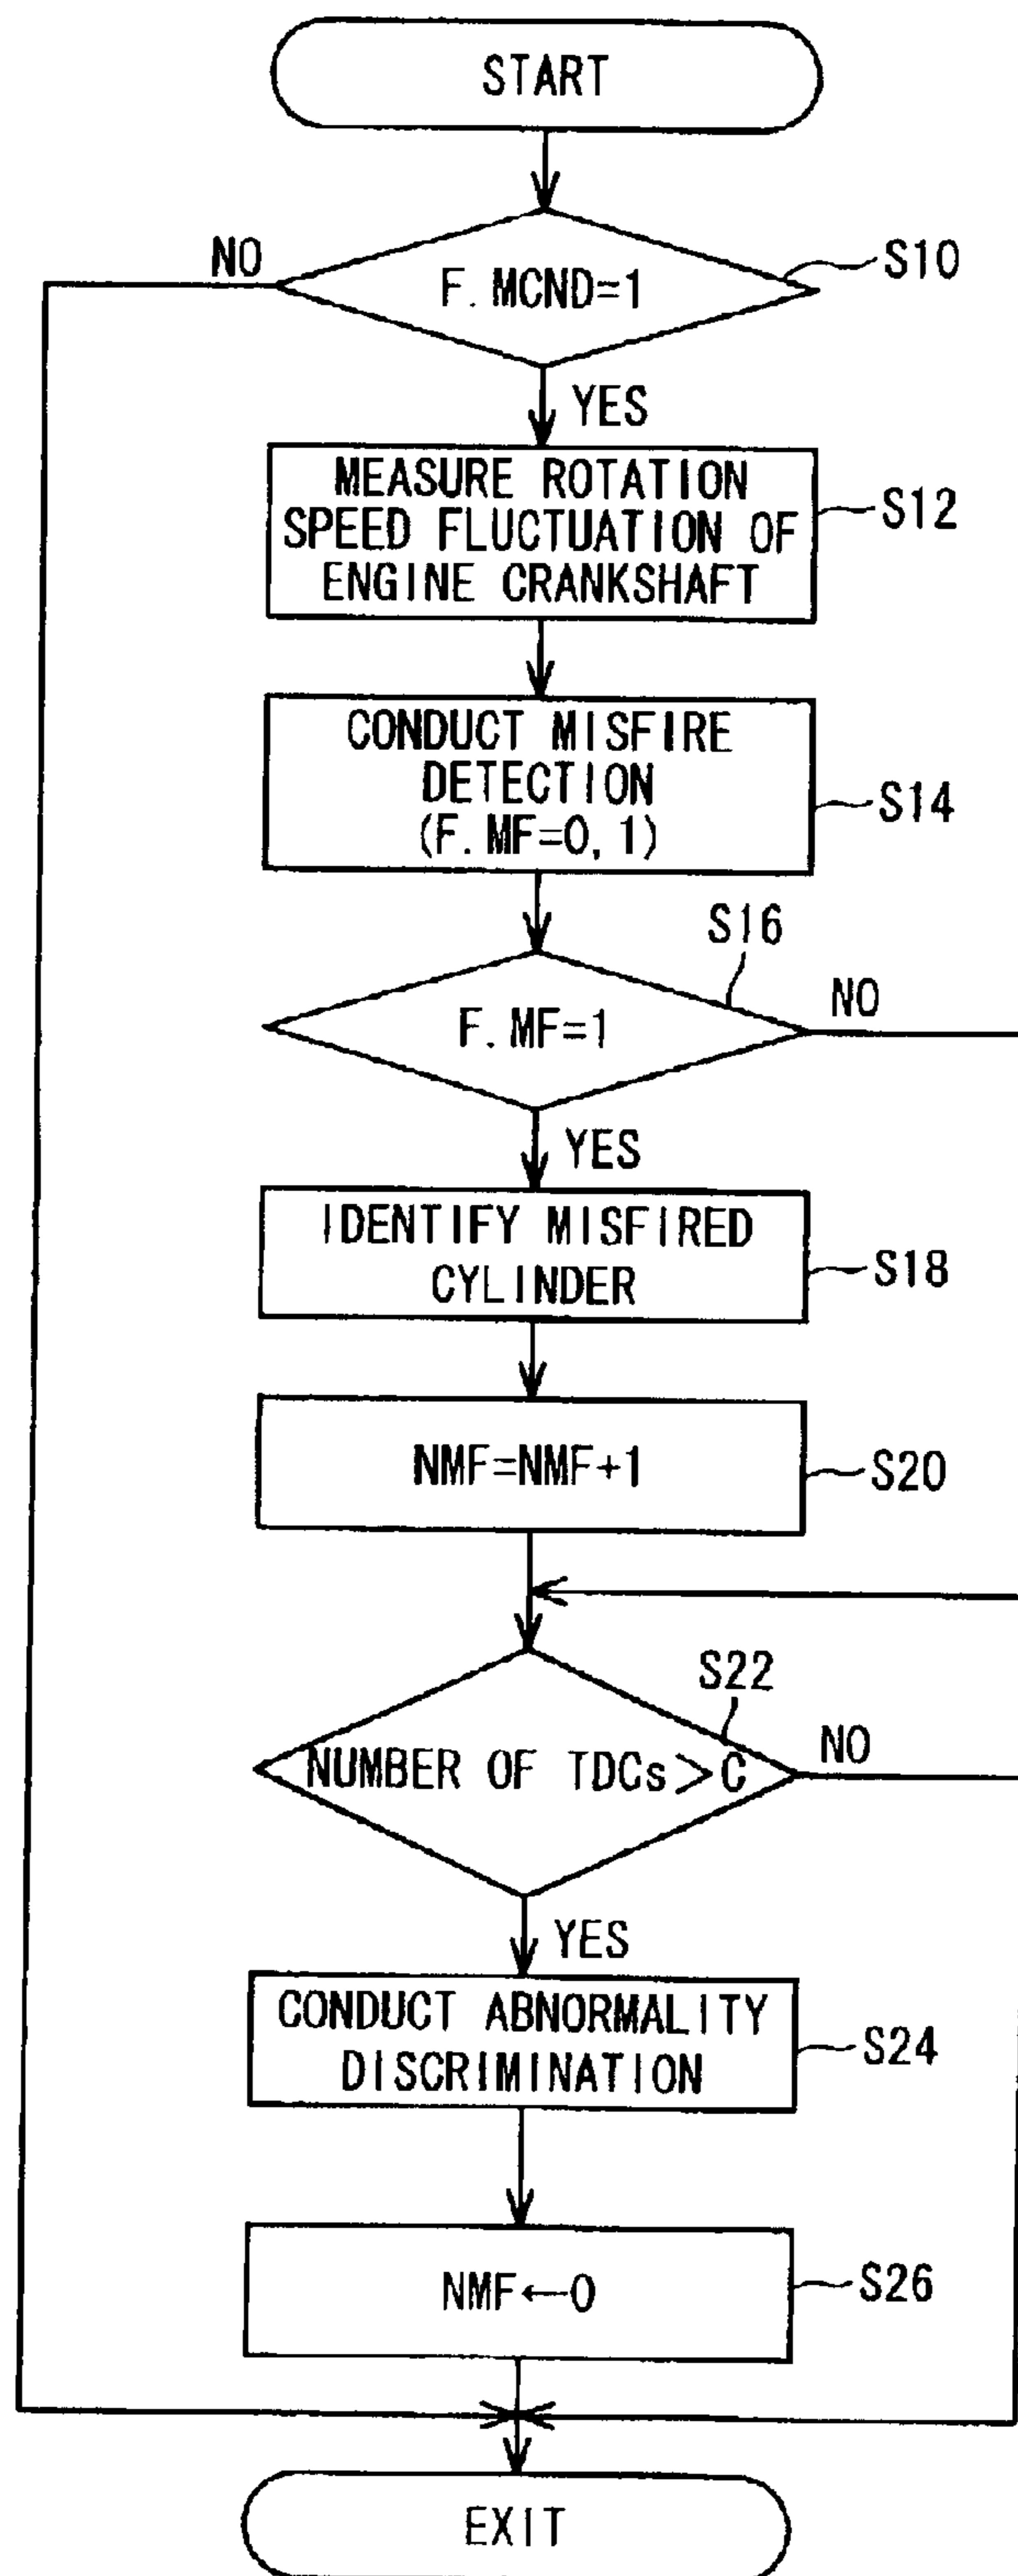 START
NO
F.MCND=1
S10
YES
MEASURE ROTATION
SPEED FLUCTUATION OF
ENGINE CRANKSHAFT
S12
CONDUCT MISFIRE
DETECTION
(F.MF=0,1)
S14
S16
F.MF=1
NO
YES
IDENTIFY MISFIRED
CYLINDER
S18
NMF=NMF+1
S20
S22
NUMBER OF TDCs>C
NO
YES
CONDUCT ABNORMALITY
DISCRIMINATION
S24
NMF←0
S26
EXIT